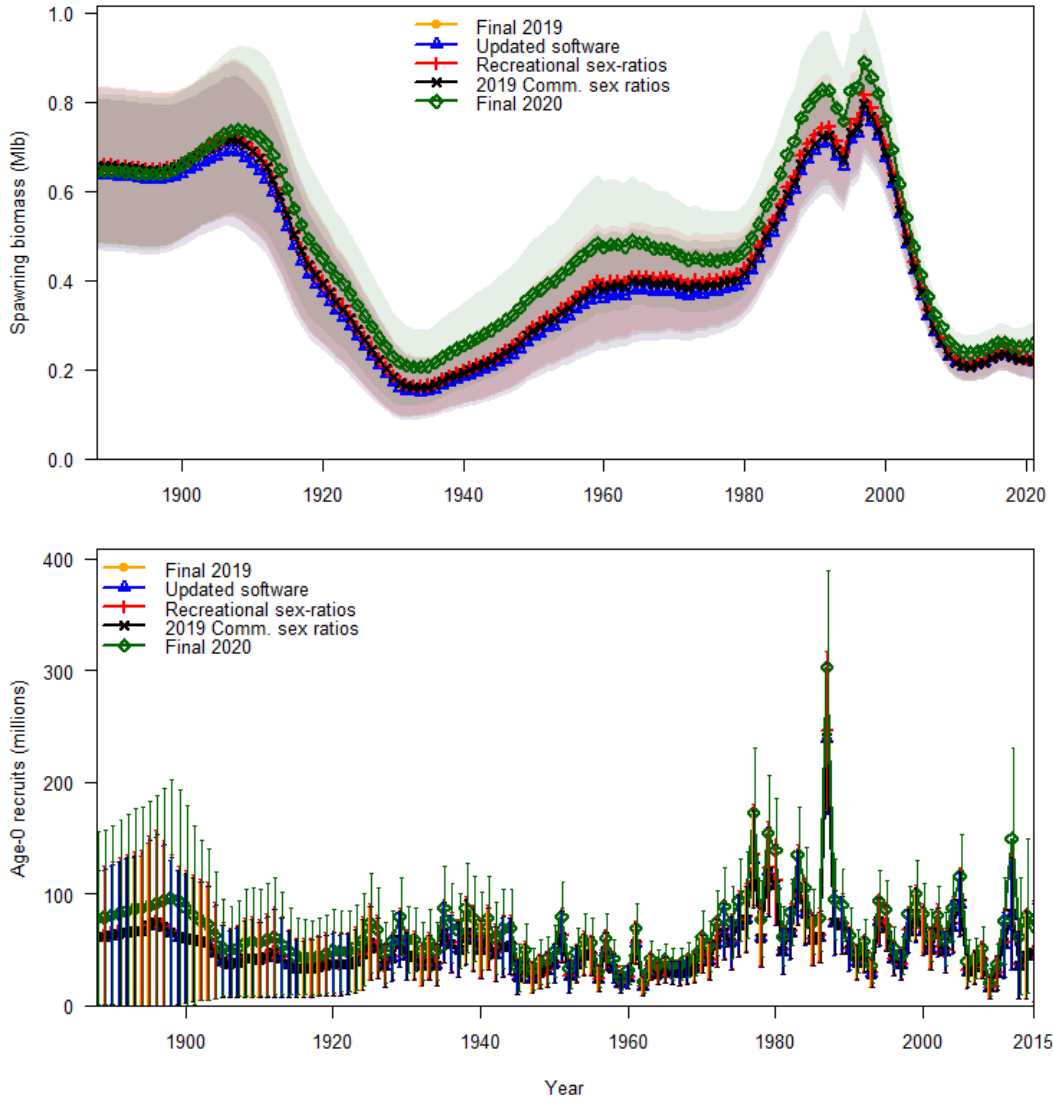 Spawning biomass (Mlb)
1.0
0.8
0.6
0.4
0.2
0.0
Final 2019
Updated software
Recreational sex-ratios
2019 Comm. sex ratios
Final 2020
1900 1920 1940 1960 1980 2000 2020
Age-0 recruits (millions)
400
300
200
100
0
Final 2019
Updated software
Recreational sex-ratios
2019 Comm. sex ratios
Final 2020
1900 1920 1940 1960 1980 2000 2015
Year